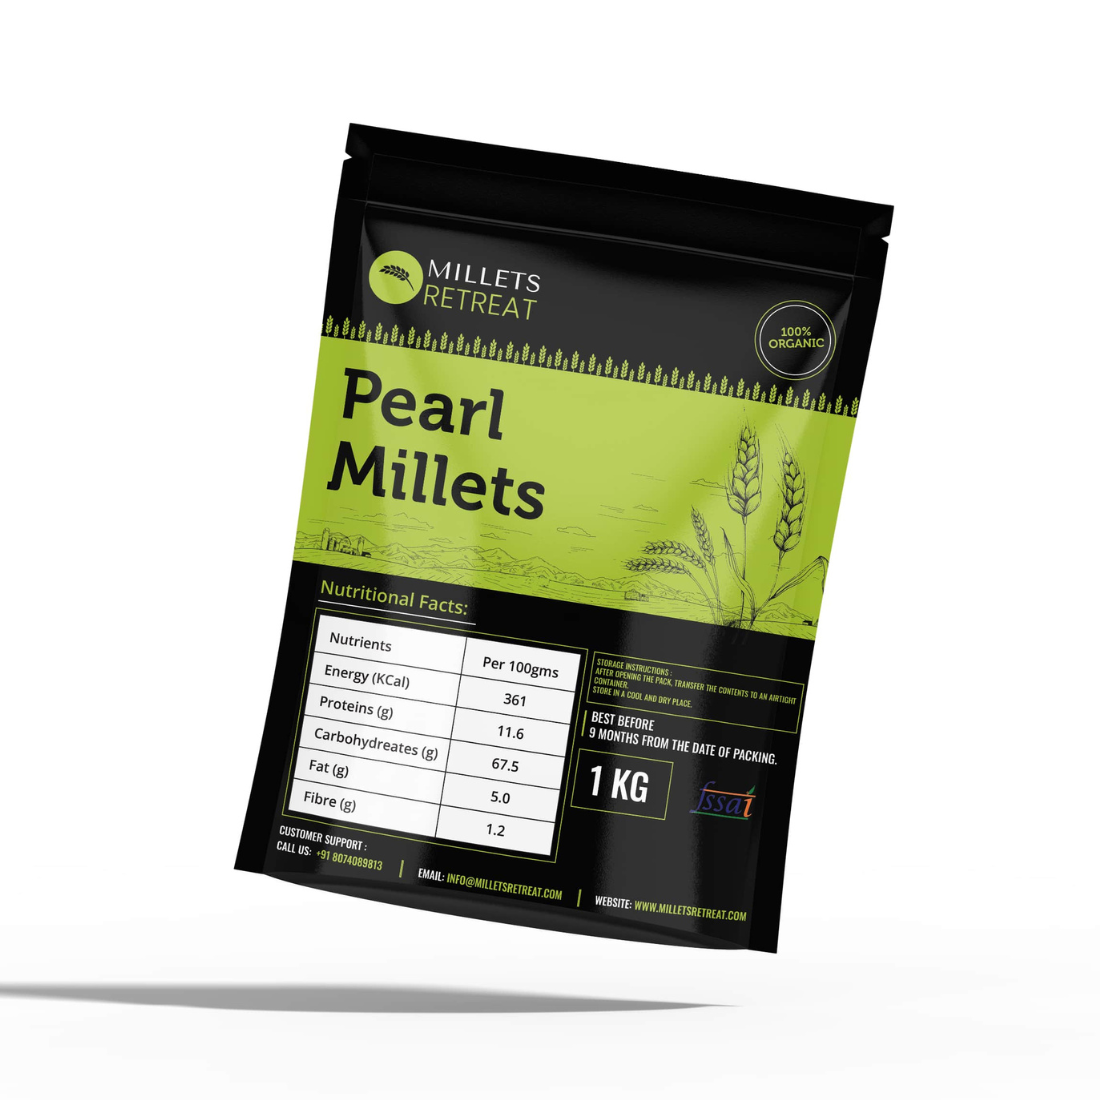 MILLETS
RETREAT
100%
ORGANIC
Pearl
Millets
Nutritional Facts:
Nutrients Per 100gms
Energy (KCal) 361
Proteins (g) 11.6
Carbohydreates (g) 67.5
Fat (g) 5.0
Fibre (g) 1.2
STORAGE INSTRUCTIONS :
AFTER OPENING THE PACK, TRANSFER THE CONTENTS TO AN AIRTIGHT
CONTAINER.
STORE IN A COOL AND DRY PLACE.
BEST BEFORE
9 MONTHS FROM THE DATE OF PACKING.
1 KG
fssai
CUSTOMER SUPPORT :
CALL US: +91 8074089813
EMAIL: INFO@MILLETSRETREAT.COM
WEBSITE: WWW.MILLETSRETREAT.COM